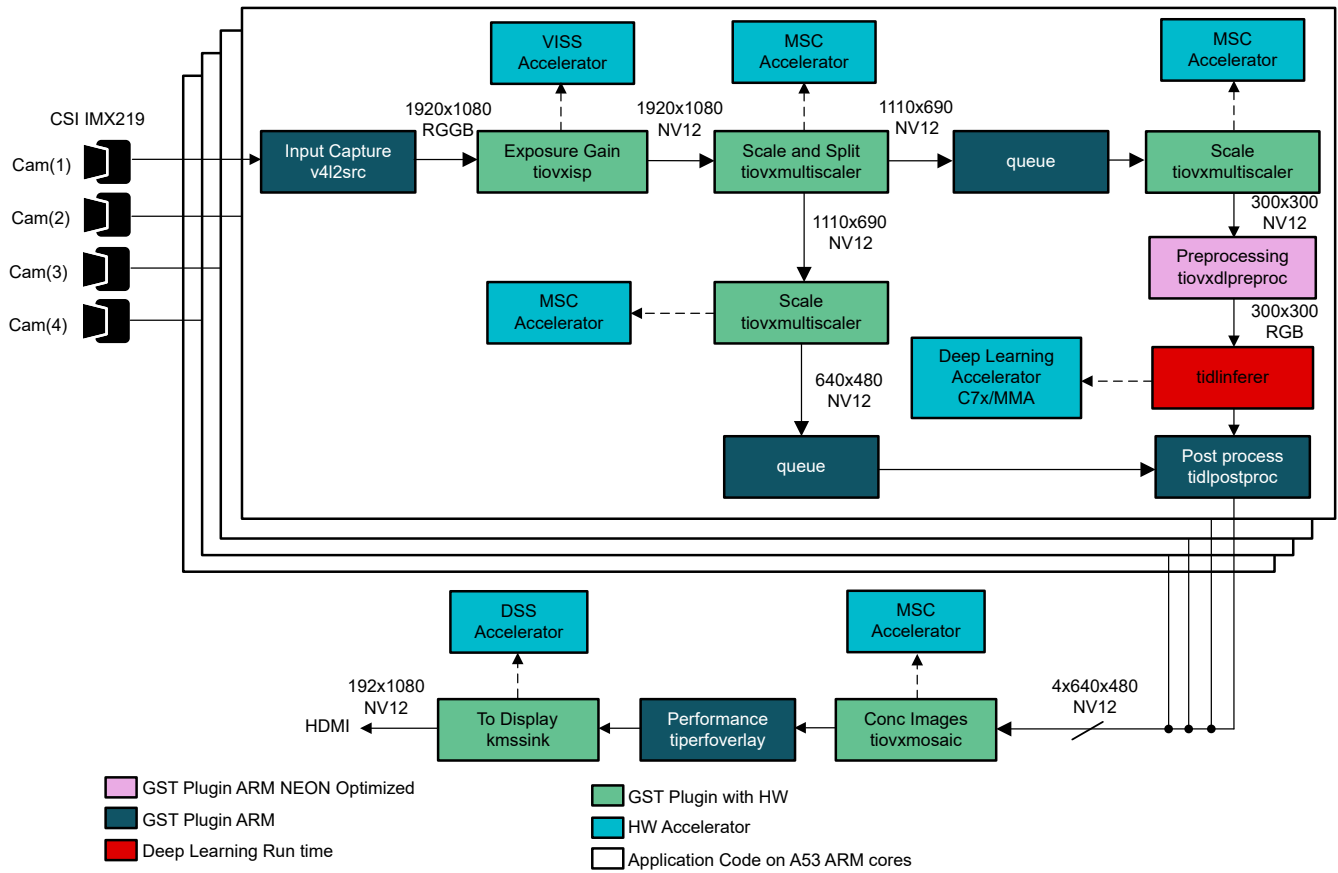 VISS
Accelerator
MSC
Accelerator
MSC
Accelerator
CSI IMX219
Cam(1)
Cam(2)
Cam(3)
Cam(4)
Input Capture
v4l2src
1920x1080
RGGB
Exposure Gain
tiovxisp
1920x1080
NV12
Scale and Split
tiovxmultiscaler
1110x690
NV12
queue
Scale
tiovxmultiscaler
1110x690
NV12
300x300
NV12
Preprocessing
tiovxdlpreproc
MSC
Accelerator
Scale
tiovxmultiscaler
300x300
RGB
Deep Learning
Accelerator
C7x/MMA
tidlinferer
640x480
NV12
queue
Post process
tidlpostproc
DSS
Accelerator
MSC
Accelerator
192x1080
NV12
HDMI
To Display
kmssink
Performance
tiperfoverlay
Conc Images
tiovxmosaic
4x640x480
NV12
GST Plugin ARM NEON Optimized
GST Plugin ARM
Deep Learning Run time
GST Plugin with HW
HW Accelerator
Application Code on A53 ARM cores